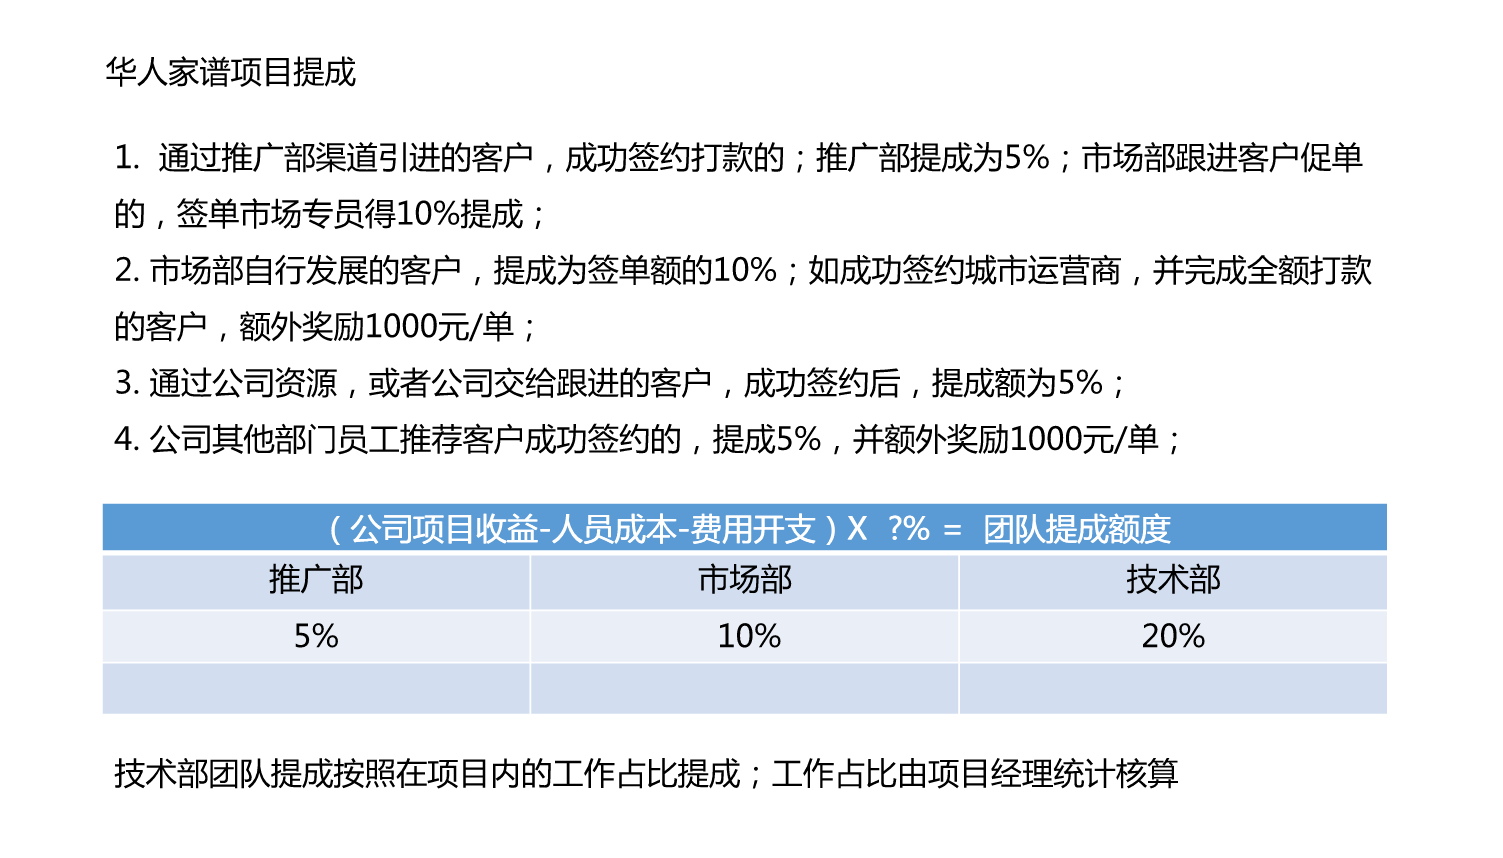 华人家谱项目提成
1. 通过推广部渠道引进的客户，成功签约打款的；推广部提成为5%；市场部跟进客户促单
的，签单市场专员得10%提成；
2. 市场部自行发展的客户，提成为签单额的10%；如成功签约城市运营商，并完成全额打款
的客户，额外奖励1000元/单；
3. 通过公司资源，或者公司交给跟进的客户，成功签约后，提成额为5%；
4. 公司其他部门员工推荐客户成功签约的，提成5%，并额外奖励1000元/单；
（公司项目收益-人员成本-费用开支）X ?% = 团队提成额度
推广部 市场部 技术部
5% 10% 20%
技术部团队提成按照在项目内的工作占比提成；工作占比由项目经理统计核算